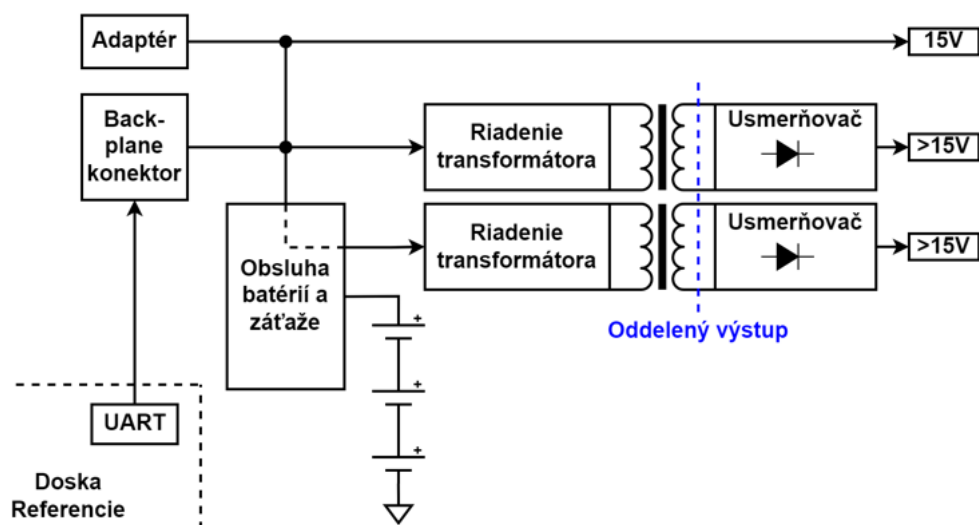 Adaptér
15V
Back-
plane
konektor
Riadenie
transformátora
Usmerňovač
>15V
Riadenie
transformátora
Usmerňovač
>15V
Obsluha
batérií a
záťaže
Oddelený výstup
+
+
+
UART
Doska
Referencie